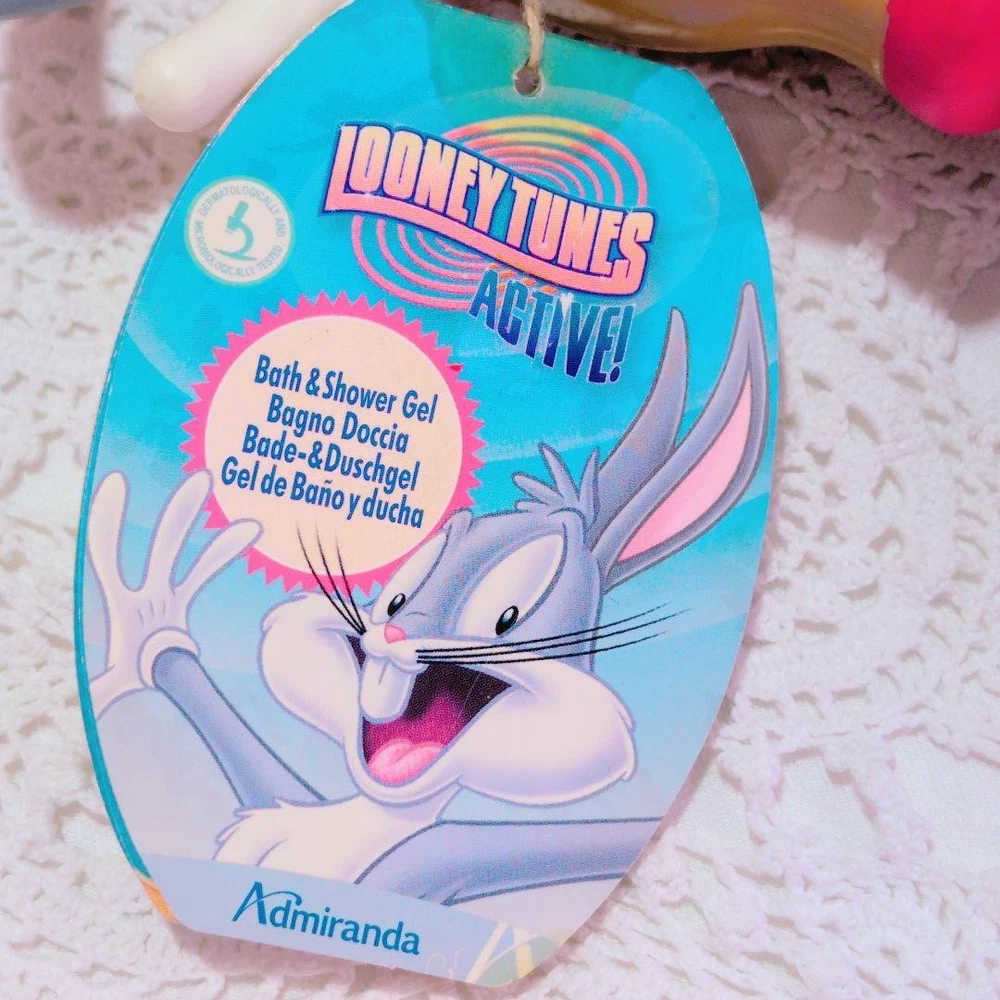 LOONEY TUNES
ACTIVE!
DERMATOLOGICALLY AND
MICROBIOLOGICALLY TESTED
Bath & Shower Gel
Bagno Doccia
Bade-&Duschgel
Gel de Baño y ducha
Admiranda